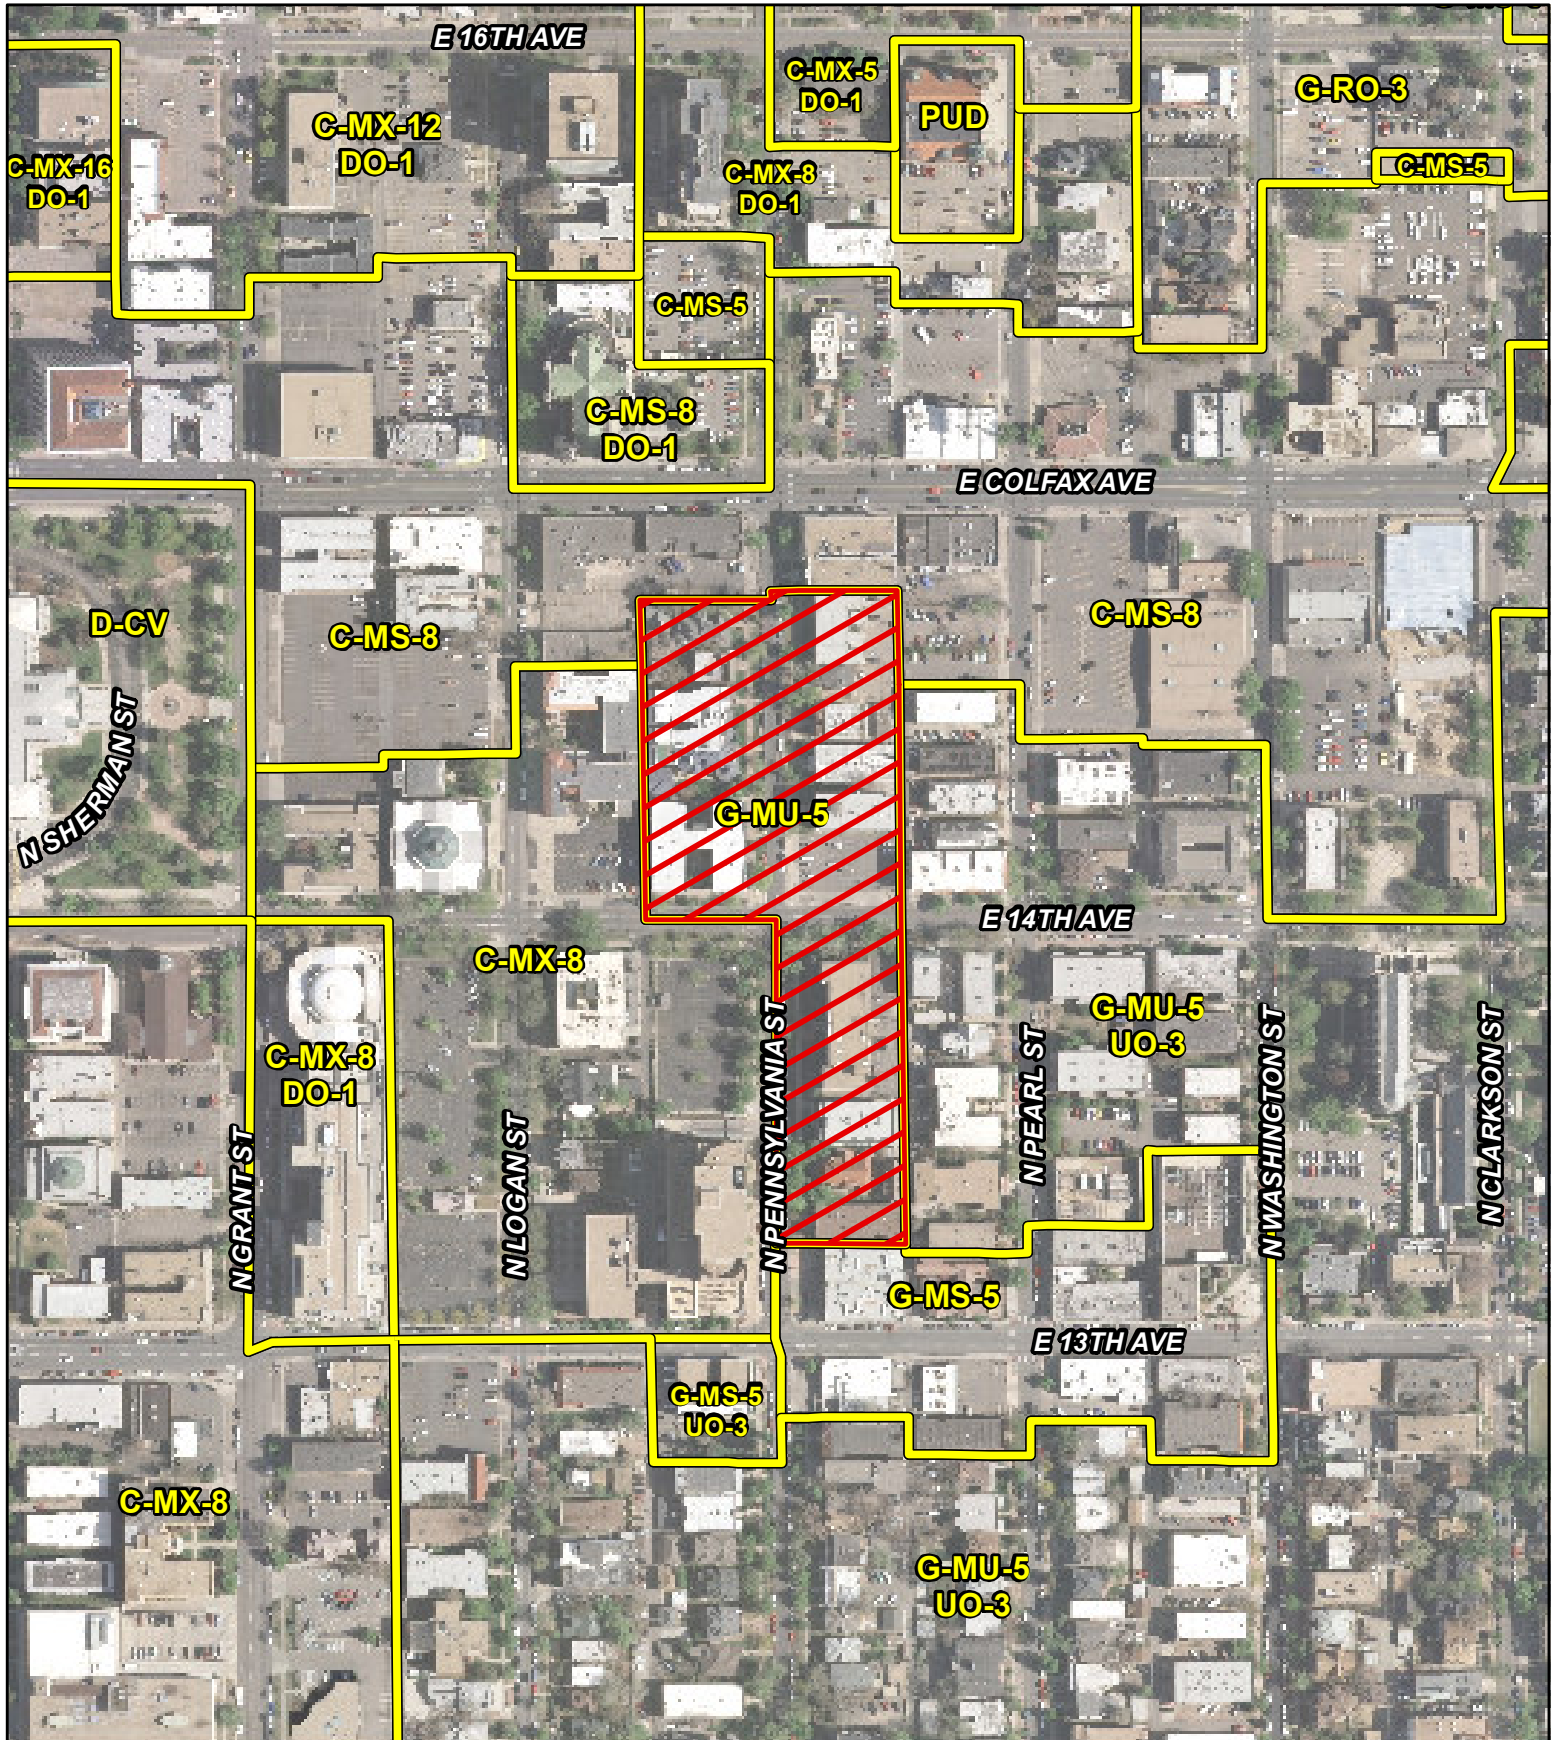 E 16TH AVE
C-MX-5
DO-1
G-RO-3
PUD
C-MX-12
DO-1
C-MX-16
DO-1
C-MX-8
DO-1
C-MS-5
C-MS-5
C-MS-8
DO-1
E COLFAX AVE
D-CV
C-MS-8
C-MS-8
N SHERMAN ST
G-MU-5
E 14TH AVE
C-MX-8
G-MU-5
UO-3
C-MX-8
DO-1
N GRANT ST
N LOGAN ST
N PENNSYLVANIA ST
N PEARL ST
N WASHINGTON ST
N CLARKSON ST
G-MS-5
E 13TH AVE
G-MS-5
UO-3
C-MX-8
G-MU-5
UO-3